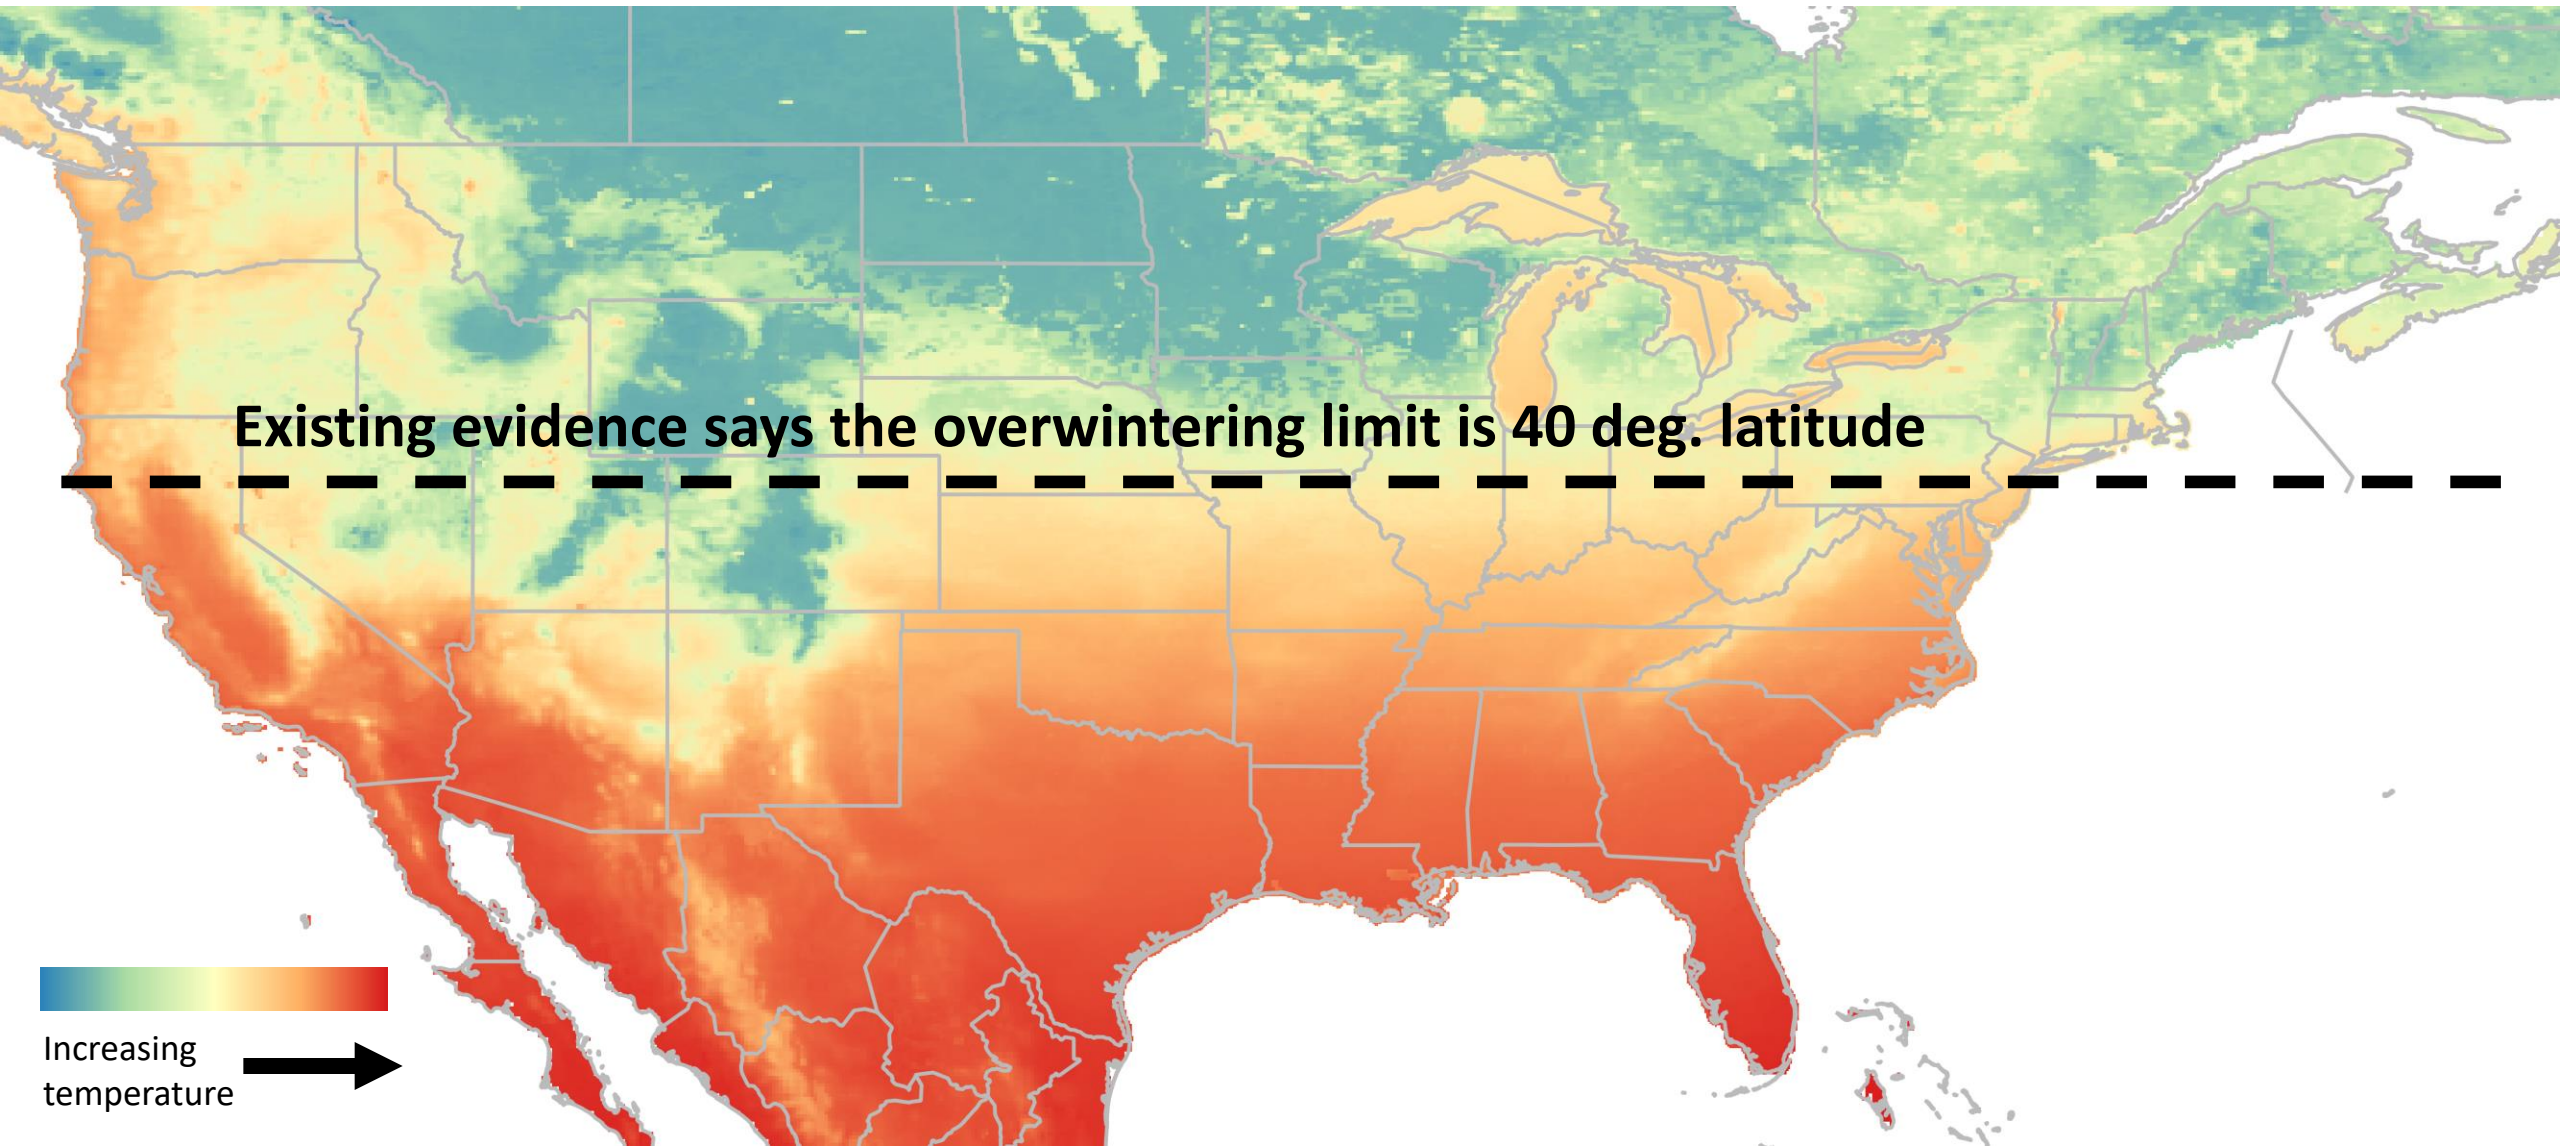 Existing evidence says the overwintering limit is 40 deg. latitude
Increasing
temperature